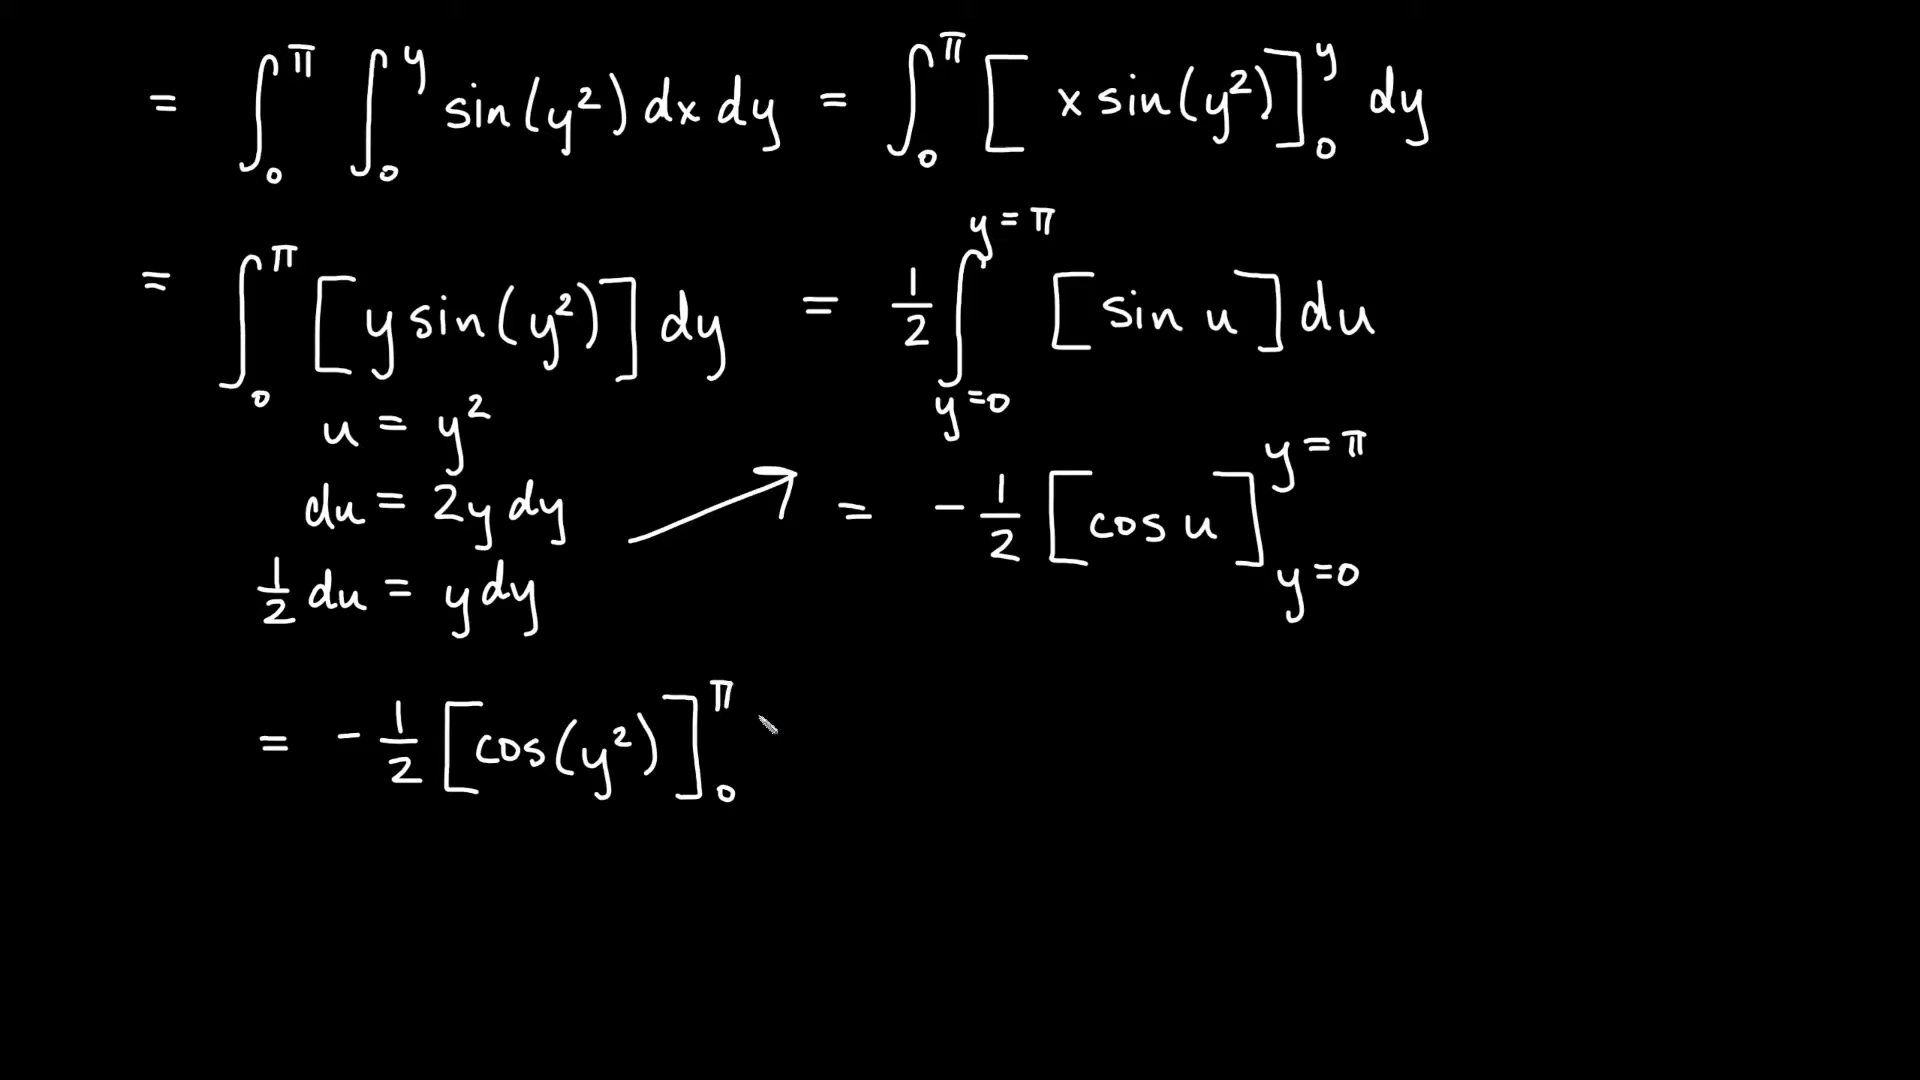 = ∫₀^π ∫₀^y sin(y²) dx dy = ∫₀^π [x sin(y²)]₀^y dy
= ∫₀^π [y sin(y²)] dy = 1/2 ∫_{y=0}^{y=π} [sin u] du
u = y²
du = 2y dy
1/2 du = y dy
= -1/2 [cos u]_{y=0}^{y=π}
= -1/2 [cos(y²)]₀^π